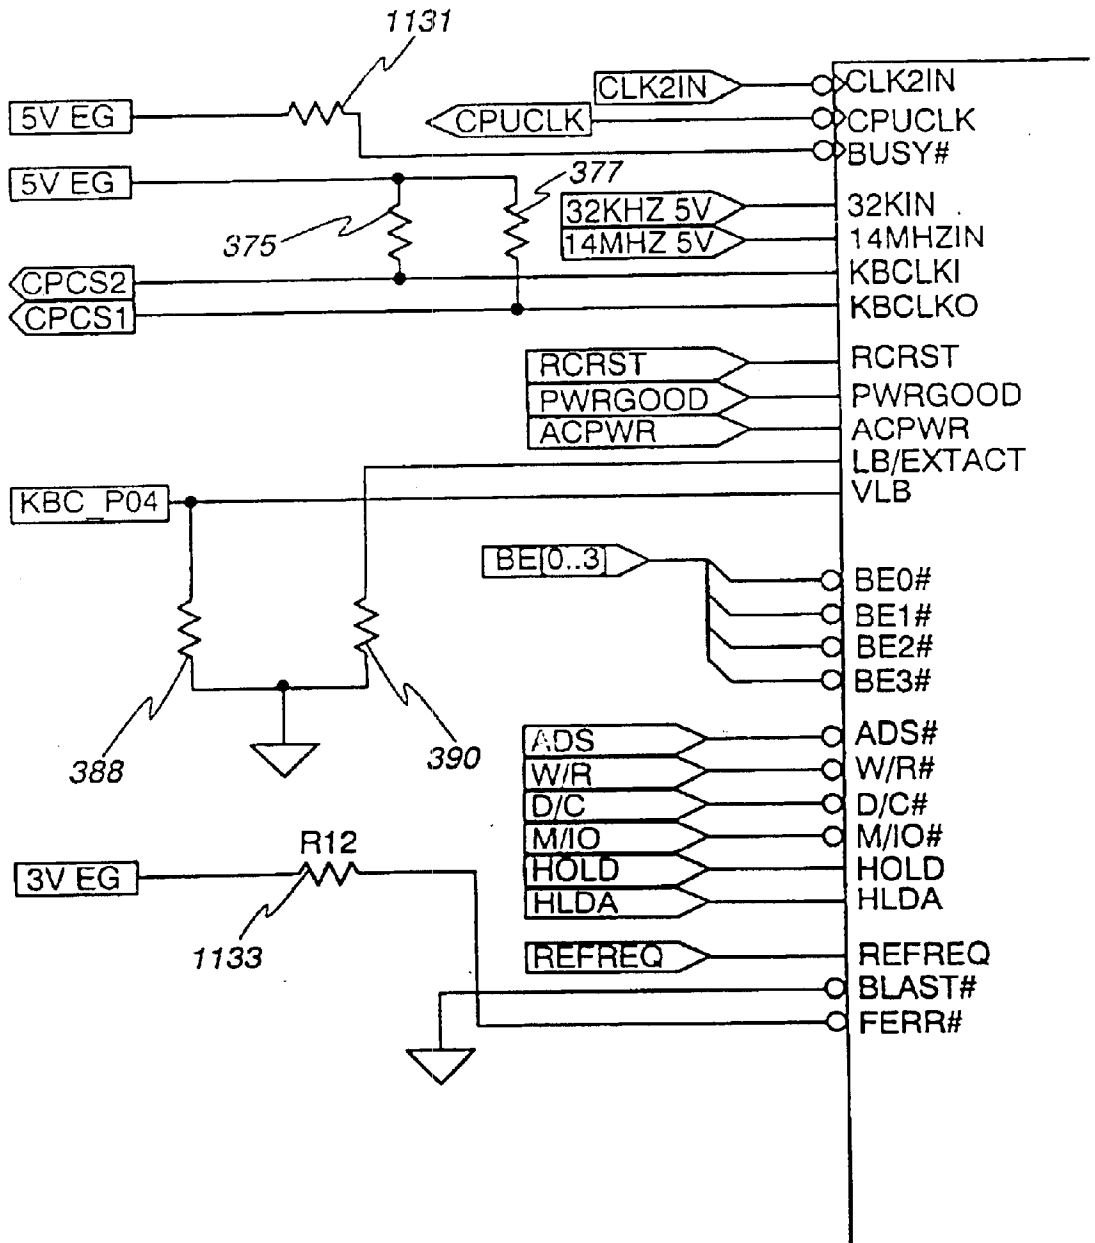 1131
CLK2IN
CLK2IN
5V EG
CPUCLK
CPUCLK
BUSY#
5V EG
377
32KHZ 5V
32KIN
375
14MHZ 5V
14MHZIN
CPCS2
KBCLKI
CPCS1
KBCLKO
RCRST
RCRST
PWRGOOD
PWRGOOD
ACPWR
ACPWR
LB/EXTACT
KBC_P04
VLB
BE[0..3]
BE0#
BE1#
BE2#
BE3#
388
390
ADS
ADS#
W/R
W/R#
D/C
D/C#
R12
M/IO
M/IO#
3V EG
HOLD
HOLD
HLDA
HLDA
1133
REFREQ
REFREQ
BLAST#
FERR#